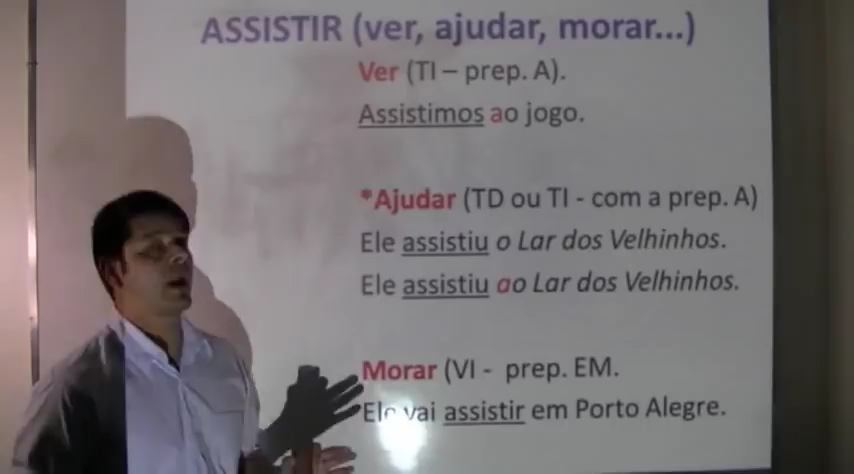 ASSISTIR (ver, ajudar, morar...)
Ver (TI – prep. A).
Assistimos ao jogo.
*Ajudar (TD ou TI - com a prep. A)
Ele assistiu o Lar dos Velhinhos.
Ele assistiu ao Lar dos Velhinhos.
Morar (VI - prep. EM.
Ele vai assistir em Porto Alegre.